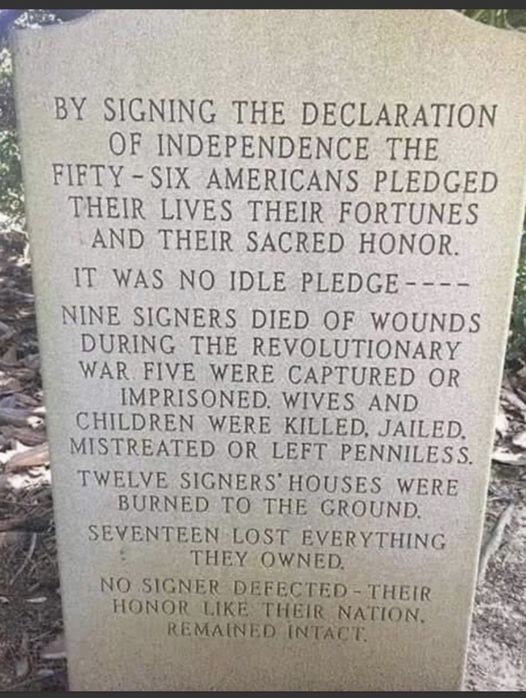 BY SIGNING THE DECLARATION
OF INDEPENDENCE THE
FIFTY-SIX AMERICANS PLEDGED
THEIR LIVES THEIR FORTUNES
AND THEIR SACRED HONOR.
IT WAS NO IDLE PLEDGE----
NINE SIGNERS DIED OF WOUNDS
DURING THE REVOLUTIONARY
WAR FIVE WERE CAPTURED OR
IMPRISONED. WIVES AND
CHILDREN WERE KILLED, JAILED,
MISTREATED OR LEFT PENNILESS.
TWELVE SIGNERS' HOUSES WERE
BURNED TO THE GROUND.
SEVENTEEN LOST EVERYTHING
THEY OWNED.
NO SIGNER DEFECTED-THEIR
HONOR LIKE THEIR NATION,
REMAINED INTACT.